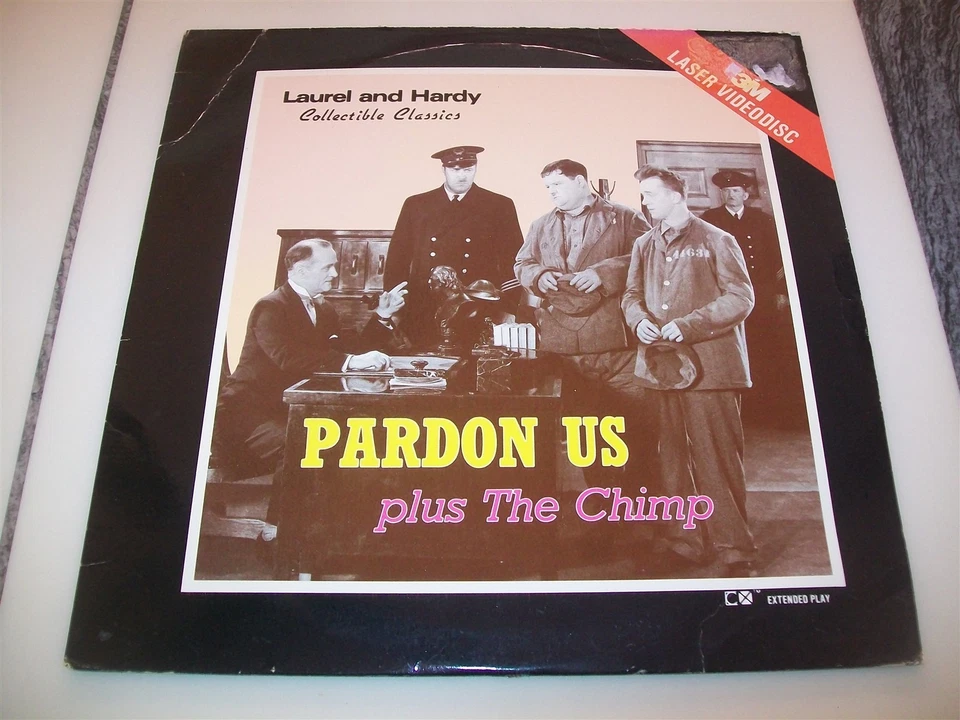 Laurel and Hardy
Collectible Classics
3M
LASER VIDEODISC
PARDON US
plus The Chimp
CX
EXTENDED PLAY